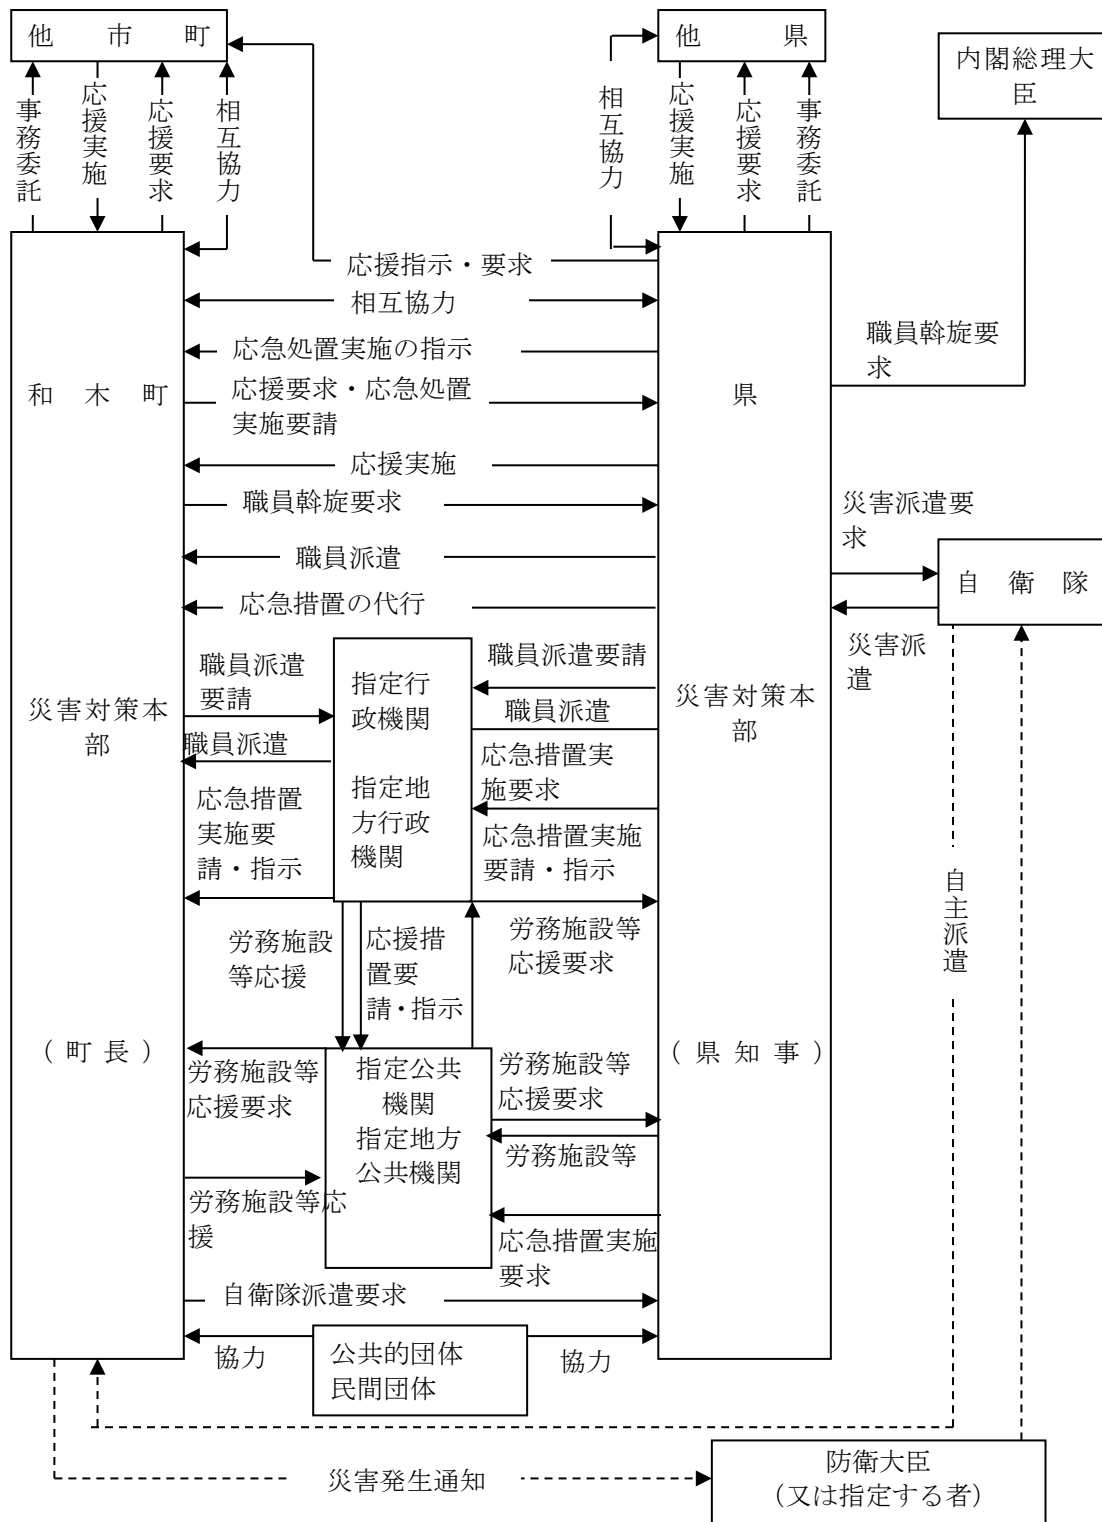 他　市　町
他　県
内閣総理大
臣
事務委託
応援実施
応援要求
相互協力
相互協力
応援実施
応援要求
事務委託
応援指示・要求
相互協力
応急処置実施の指示
応援要求・応急処置
実施要請
応援実施
職員斡旋要求
職員派遣
応急措置の代行
和　木　町
災害対策本
部
（町長）
県
災害対策本
部
（県知事）
職員斡旋要
求
災害派遣要
求
自　衛　隊
災害派
遣
自主派遣
職員派遣
要請
職員派遣
応急措置
実施要
請・指示
指定行
政機関
指定地
方行政
機関
職員派遣要請
職員派遣
応急措置実
施要求
応急措置実施
要請・指示
労務施設
等応援
応援措
置要
請・指示
労務施設等
応援要求
労務施設等
応援要求
労務施設等応
援
指定公共
機関
指定地方
公共機関
労務施設等
応援要求
労務施設等
応急措置実施
要求
自衛隊派遣要求
協力
公共的団体
民間団体
協力
災害発生通知
防衛大臣
（又は指定する者）